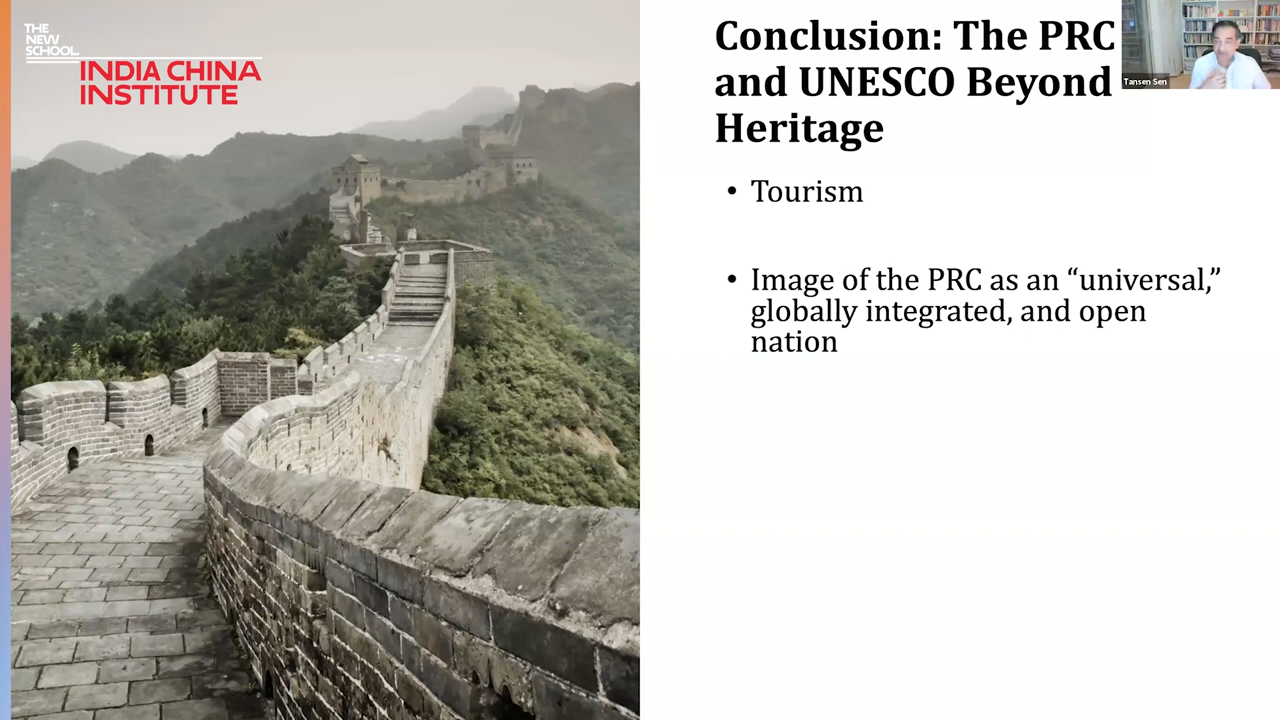 THE
NEW
SCHOOL
INDIA CHINA
INSTITUTE
Conclusion: The PRC
and UNESCO Beyond
Heritage
Tansen Sen
• Tourism
• Image of the PRC as an “universal,”
globally integrated, and open
nation